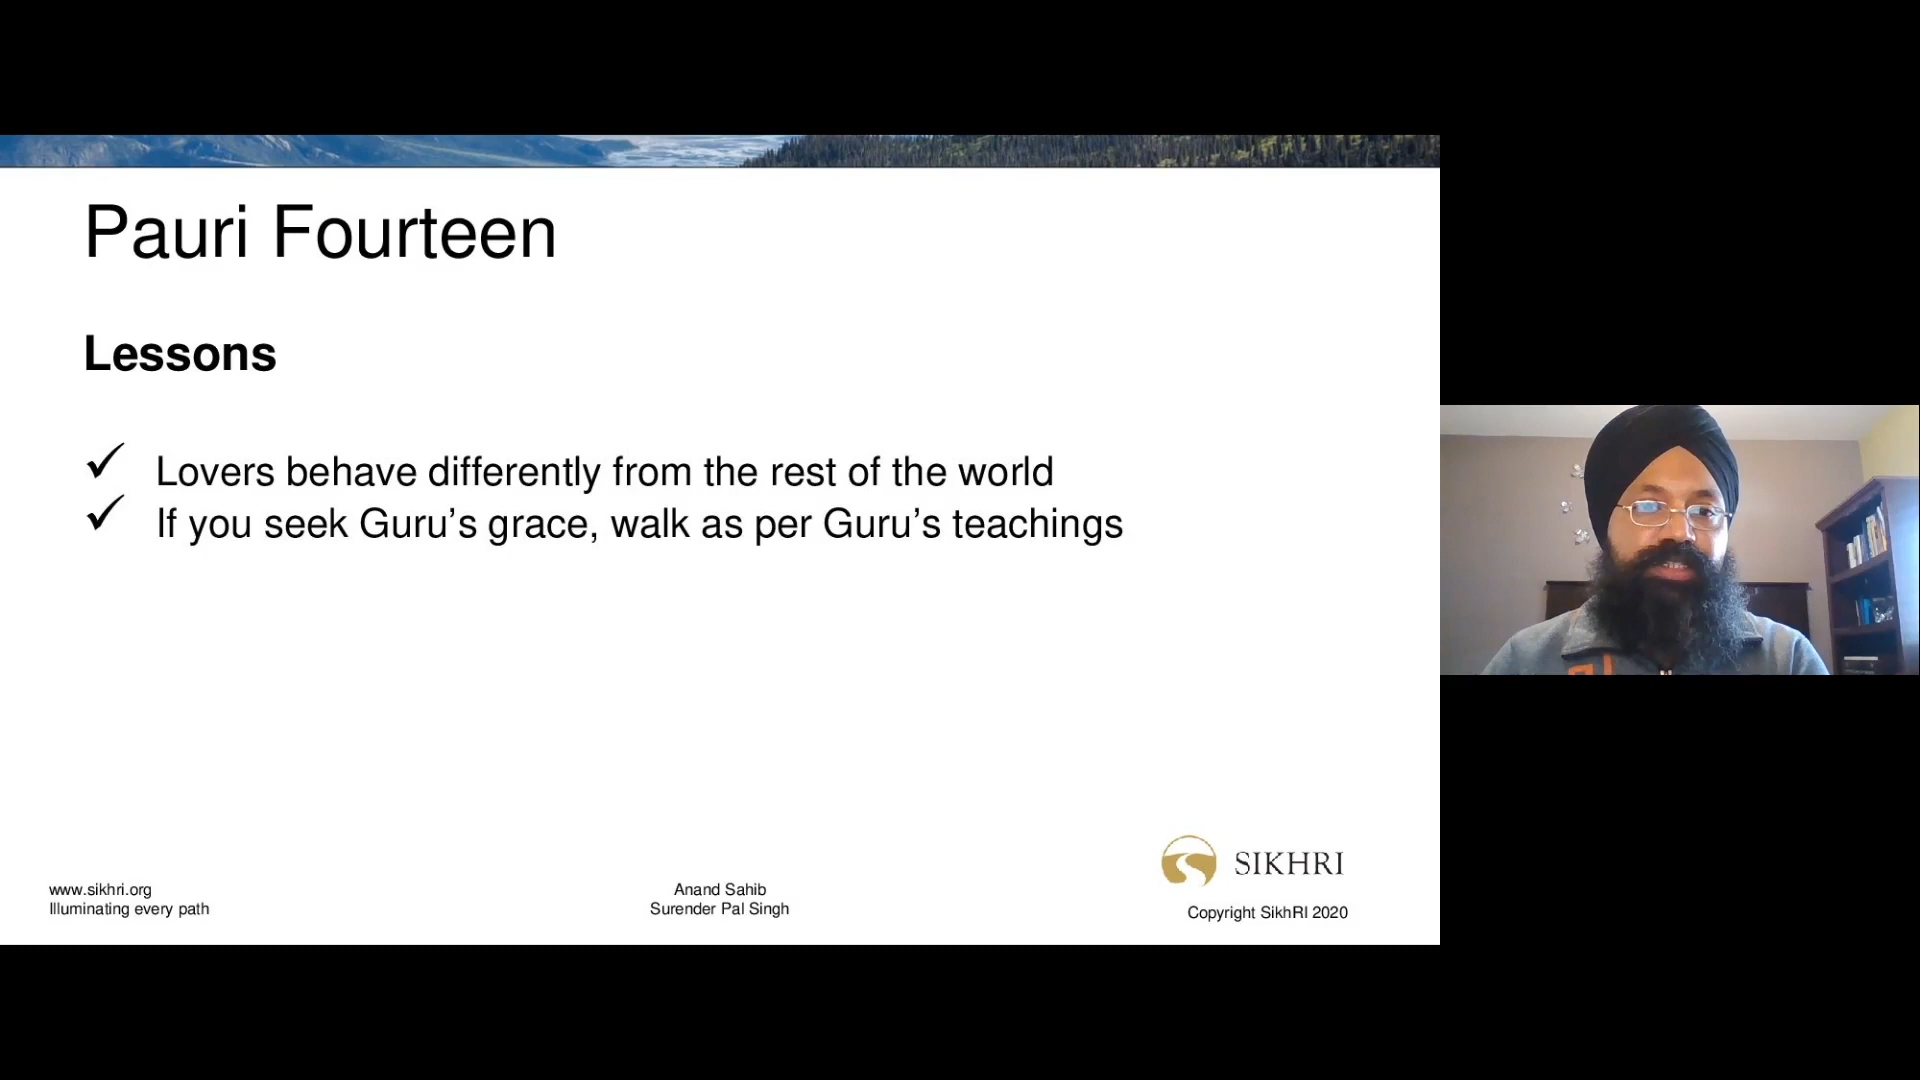 Pauri Fourteen
Lessons
✓ Lovers behave differently from the rest of the world
✓ If you seek Guru's grace, walk as per Guru's teachings
www.sikhri.org
Illuminating every path
Anand Sahib
Surender Pal Singh
SIKHRI
Copyright SikhRI 2020